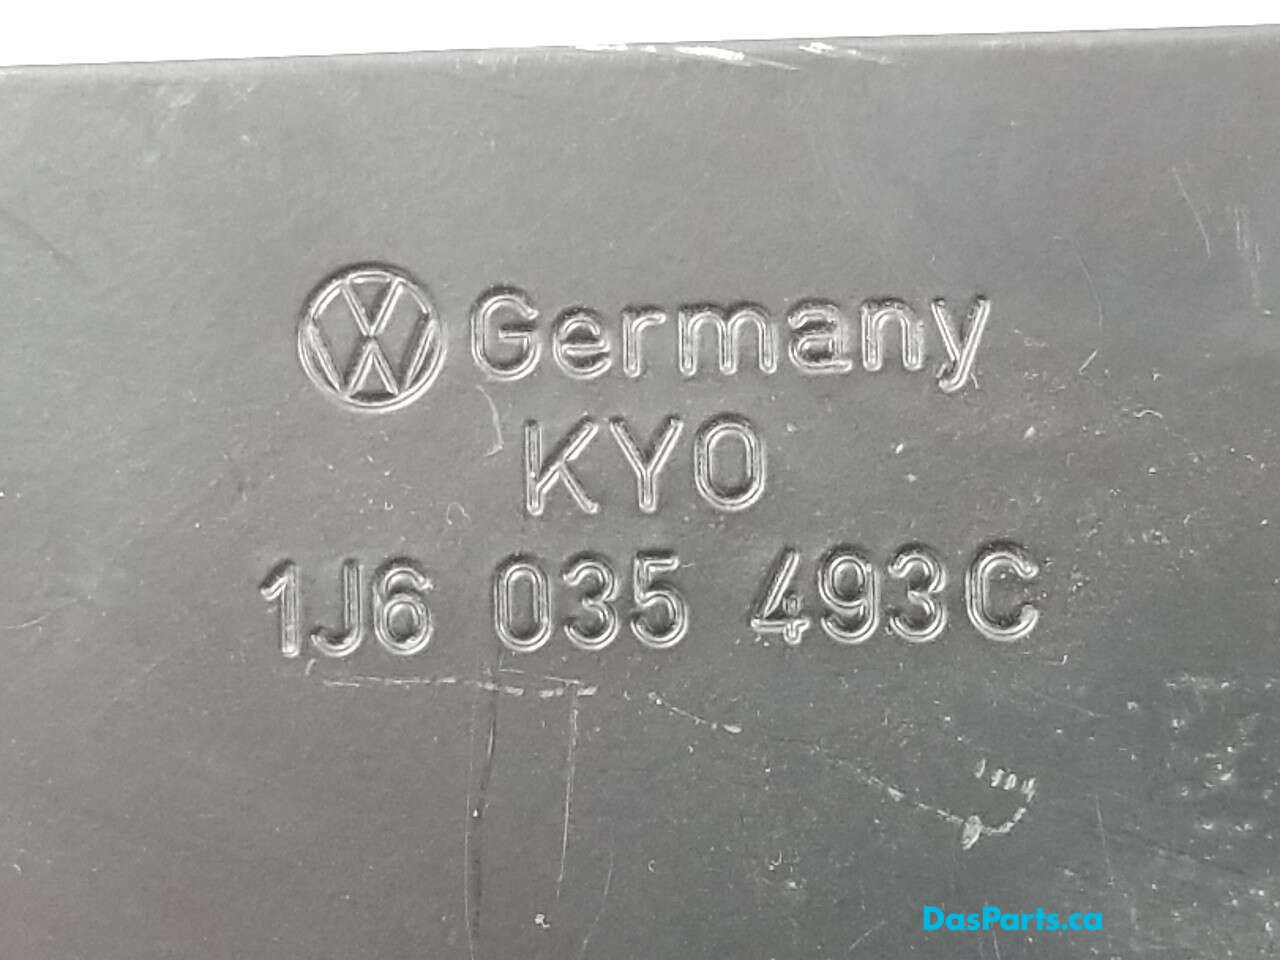 Germany
KYO
1J6 035 493C
DasParts.ca